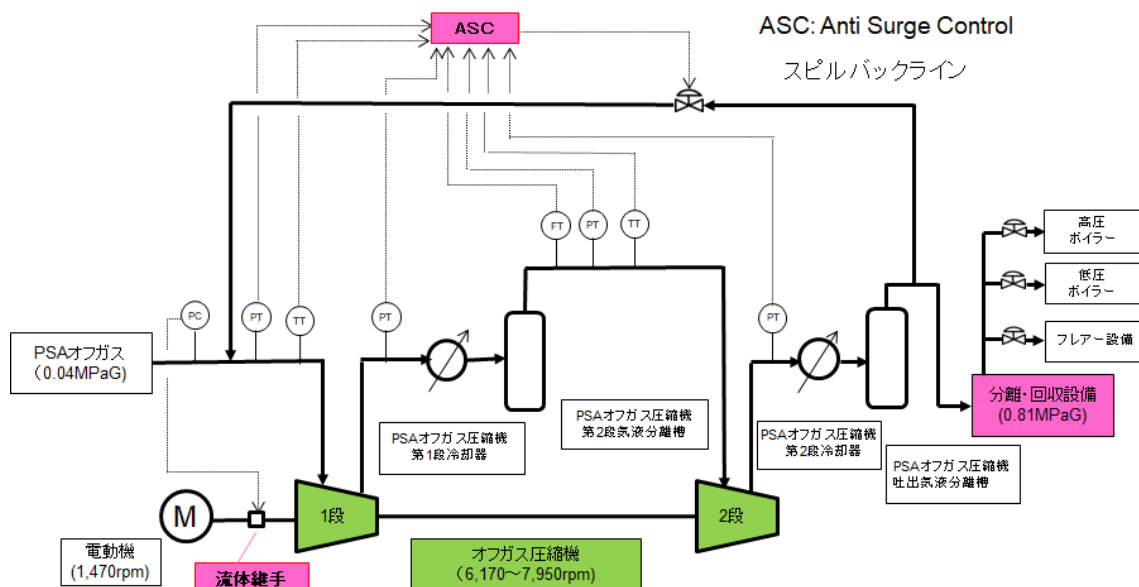 ASC
ASC: Anti Surge Control
スピルバックライン
PC
PT
TT
PT
FT
PT
TT
PT
高圧
ボイラー
低圧
ボイラー
フレアー設備
PSAオフガス
(0.04MPaG)
分離・回収設備
(0.81MPaG)
PSAオフガス圧縮機
第1段冷却器
PSAオフガス圧縮機
第2段気液分離槽
PSAオフガス圧縮機
第2段冷却器
PSAオフガス圧縮機
吐出気液分離槽
M
1段
2段
電動機
(1,470rpm)
流体継手
オフガス圧縮機
(6,170~7,950rpm)